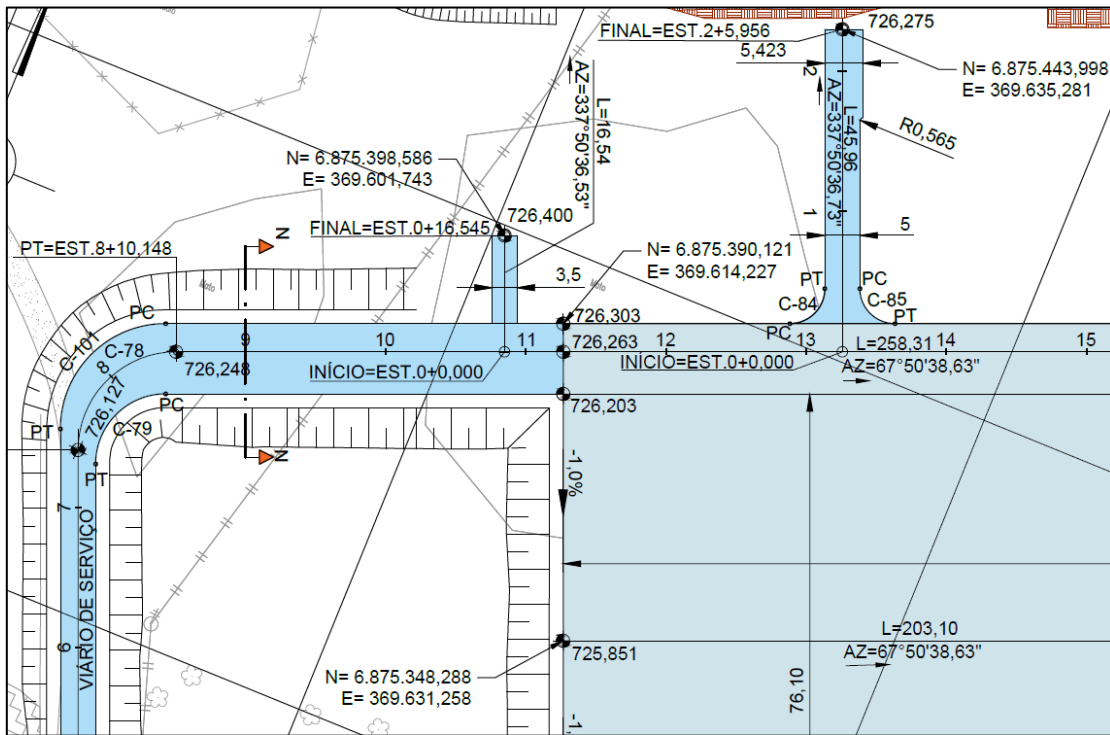 FINAL=EST.2+5,956
726,275
5,423
N= 6.875.443,998
E= 369.635,281
2
AZ=337°50'36,73"
L=45,96
R0,565
L=16,54
AZ=337°50'36,53"
N= 6.875.398,586
E= 369.601,743
Mato
FINAL=EST.0+16,545
726,400
1
5
PT=EST.8+10,148
N
N= 6.875.390,121
E= 369.614,227
3,5
Mato
PT
PC
C-84
C-85
PC
PT
PC
726,303
C-101
C-78
8
9
10
11
12
13
14
15
726,263
L=258,31
AZ=67°50'38,63"
726,248
INÍCIO=EST.0+0,000
INÍCIO=EST.0+0,000
726,127
PC
726,203
PT
C-79
PT
N
-1,0%
7
VIÁRIO DE SERVIÇO
6
L=203,10
AZ=67°50'38,63"
725,851
N= 6.875.348,288
E= 369.631,258
76,10
-1,